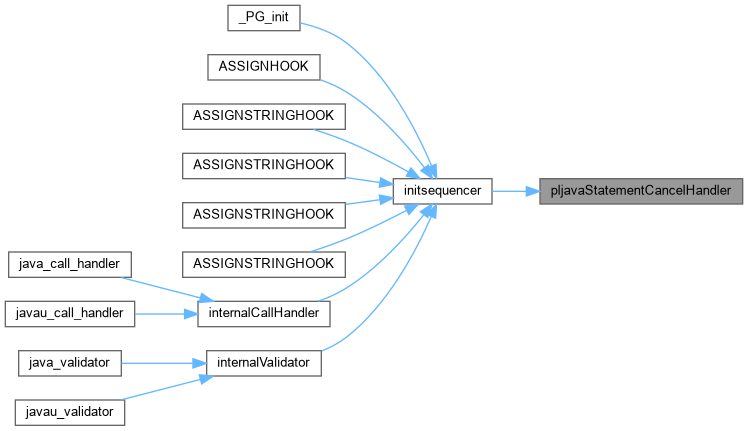 _PG_init
ASSIGNHOOK
ASSIGNSTRINGHOOK
ASSIGNSTRINGHOOK
initsequencer
pljavaStatementCancelHandler
ASSIGNSTRINGHOOK
ASSIGNSTRINGHOOK
java_call_handler
javau_call_handler
internalCallHandler
java_validator
internalValidator
javau_validator